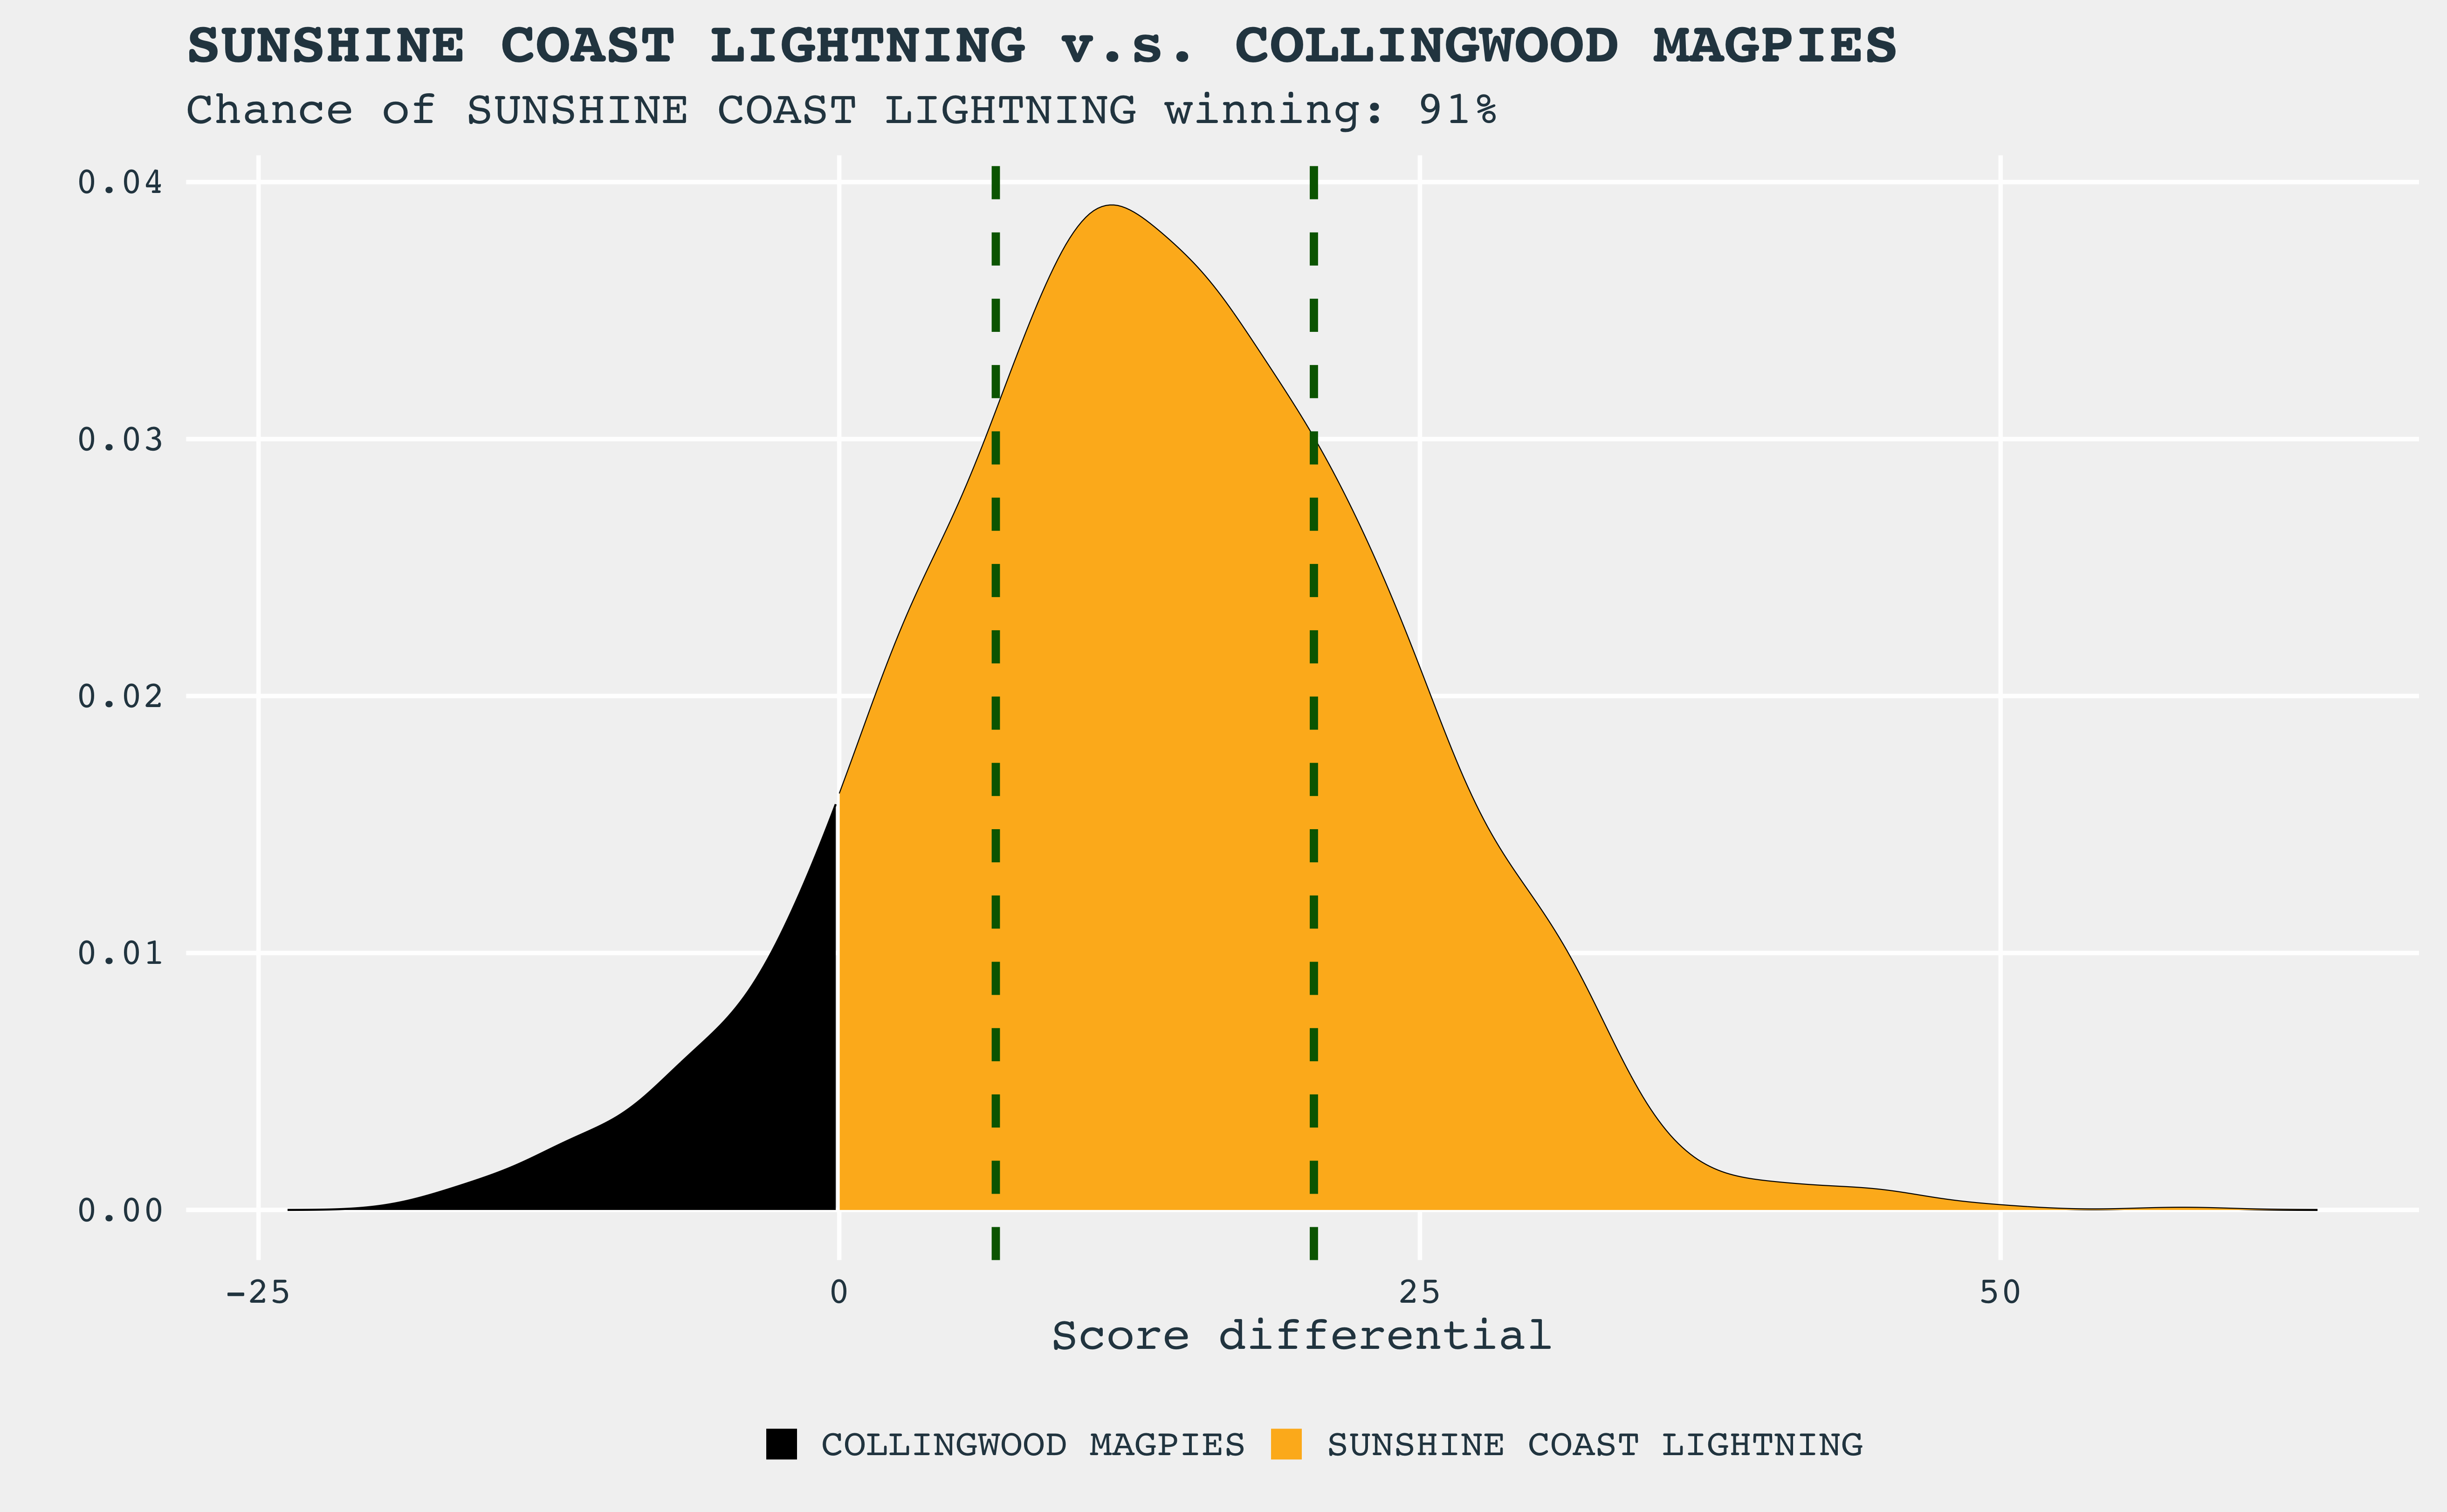 SUNSHINE COAST LIGHTNING v.s. COLLINGWOOD MAGPIES
Chance of SUNSHINE COAST LIGHTNING winning: 91%
0.04
0.03
0.02
0.01
0.00
-25 0 25 50
Score differential
COLLINGWOOD MAGPIES SUNSHINE COAST LIGHTNING